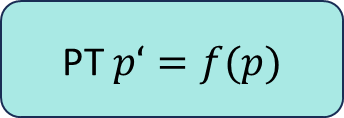 PT p‘ = f(p)